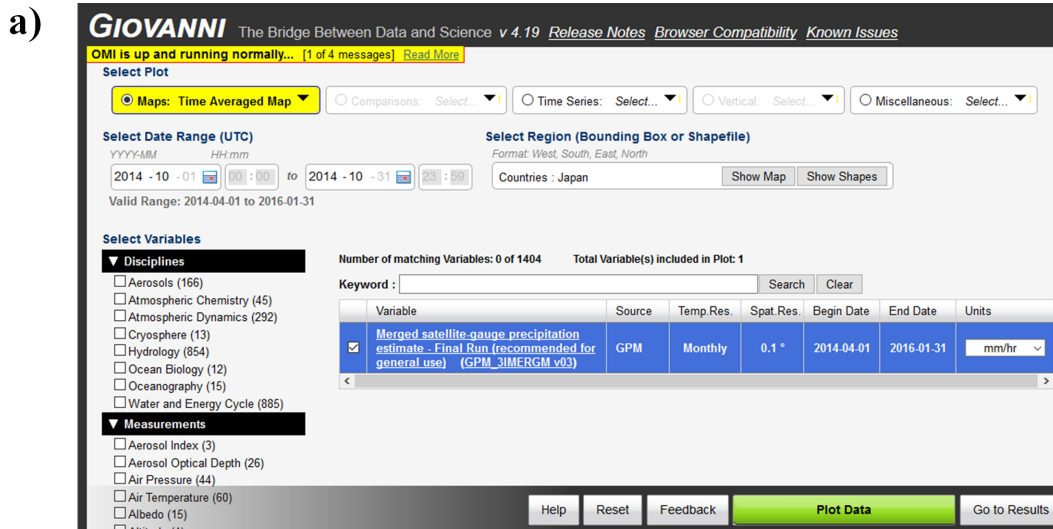 a)
GIOVANNI The Bridge Between Data and Science v 4.19 Release Notes Browser Compatibility Known Issues
OMI is up and running normally... [1 of 4 messages] Read More
Select Plot
Maps: Time Averaged Map Comparisons: Select... Time Series: Select... Vertical: Select... Miscellaneous: Select...
Select Date Range (UTC) Select Region (Bounding Box or Shapefile)
YYYY-MM HH:mm Format: West, South, East, North
2014 - 10 - 01 00 : 00 to 2014 - 10 - 31 23 : 59 Countries : Japan Show Map Show Shapes
Valid Range: 2014-04-01 to 2016-01-31
Select Variables
▼ Disciplines Number of matching Variables: 0 of 1404 Total Variable(s) included in Plot: 1
Aerosols (166) Keyword : Search Clear
Atmospheric Chemistry (45)
Atmospheric Dynamics (292)
Cryosphere (13)
Hydrology (854)
Ocean Biology (12)
Oceanography (15)
Water and Energy Cycle (885)
Variable Source Temp.Res. Spat.Res. Begin Date End Date Units
Merged satellite-gauge precipitation
estimate - Final Run (recommended for GPM Monthly 0.1 ° 2014-04-01 2016-01-31 mm/hr
general use) (GPM_3IMERGM v03)
▼ Measurements
Aerosol Index (3)
Aerosol Optical Depth (26)
Air Pressure (44)
Air Temperature (60)
Albedo (15)
Help Reset Feedback Plot Data Go to Results